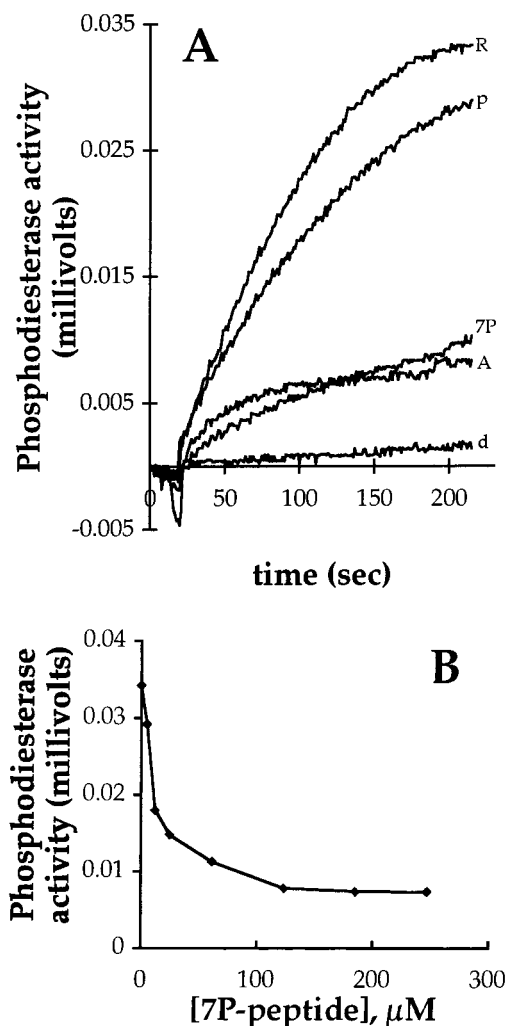 A
Phosphodiesterase activity
(millivolts)
0.035
0.025
0.015
0.005
-0.005
R
P
7P
A
d
0
50
100
150
200
time (sec)
B
Phosphodiesterase
activity (millivolts)
0.04
0.03
0.02
0.01
0
0
100
200
300
[7P-peptide], μM